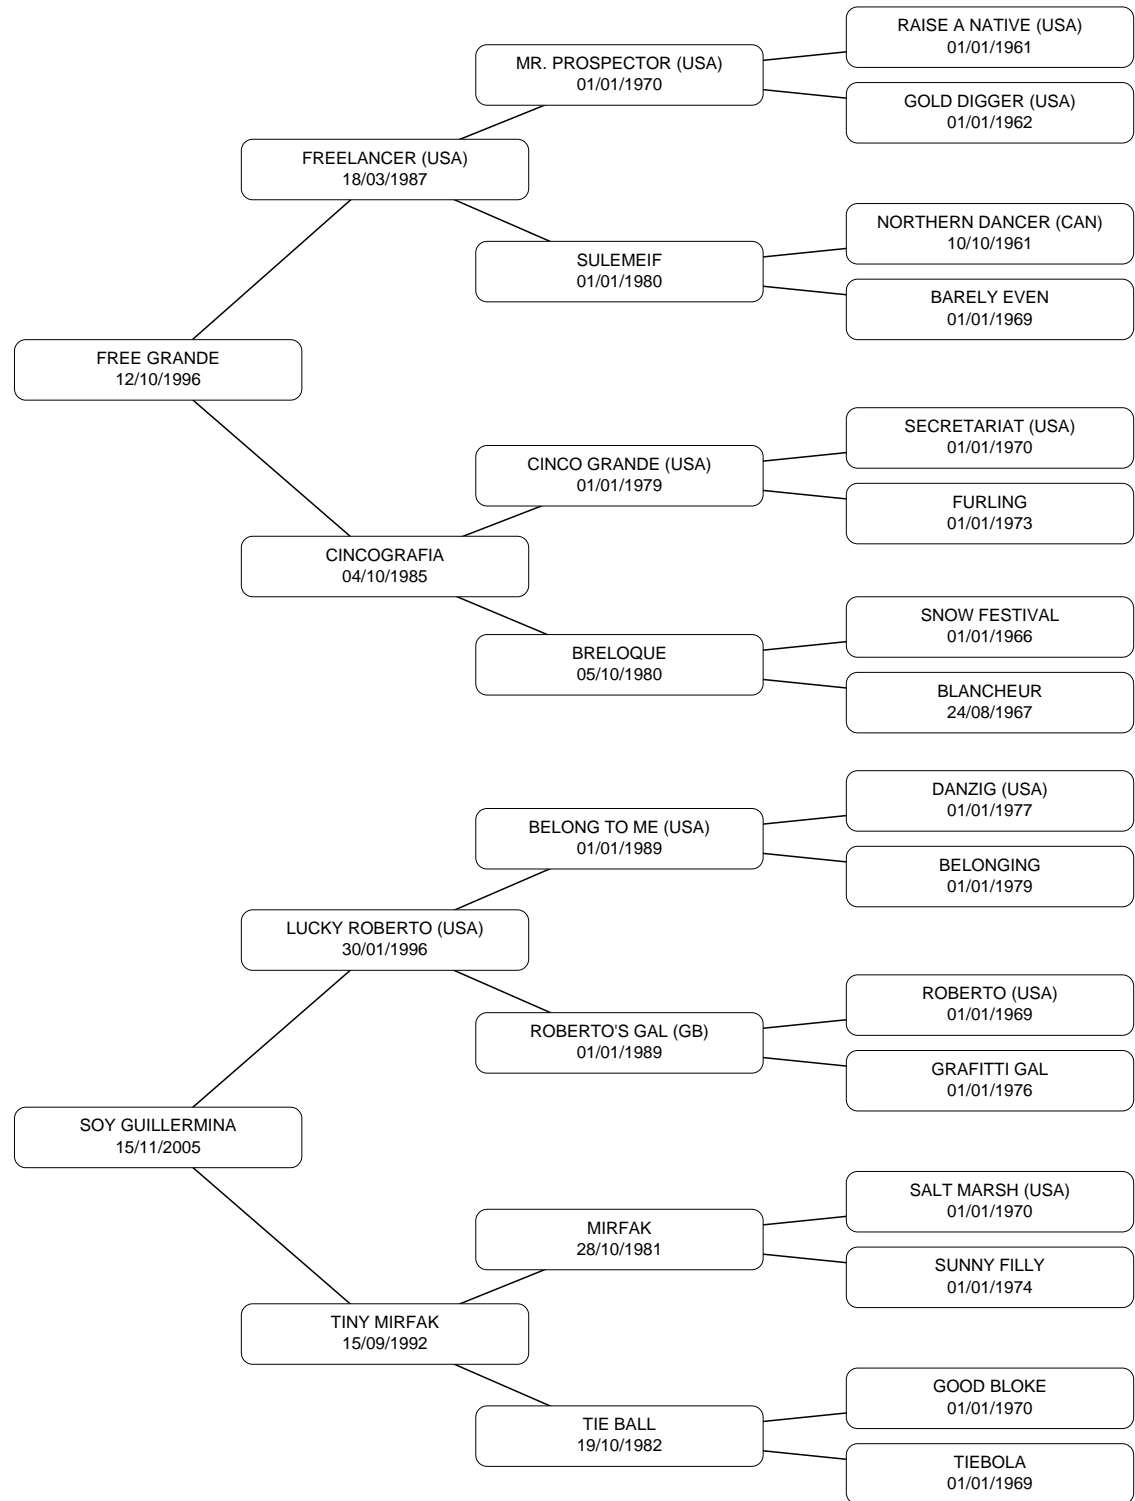 RAISE A NATIVE (USA)
01/01/1961
MR. PROSPECTOR (USA)
01/01/1970
GOLD DIGGER (USA)
01/01/1962
FREELANCER (USA)
18/03/1987
NORTHERN DANCER (CAN)
10/10/1961
SULEMEIF
01/01/1980
BARELY EVEN
01/01/1969
FREE GRANDE
12/10/1996
SECRETARIAT (USA)
01/01/1970
CINCO GRANDE (USA)
01/01/1979
FURLING
01/01/1973
CINCOGRAFIA
04/10/1985
SNOW FESTIVAL
01/01/1966
BRELOQUE
05/10/1980
BLANCHEUR
24/08/1967
DANZIG (USA)
01/01/1977
BELONG TO ME (USA)
01/01/1989
BELONGING
01/01/1979
LUCKY ROBERTO (USA)
30/01/1996
ROBERTO (USA)
01/01/1969
ROBERTO'S GAL (GB)
01/01/1989
GRAFITTI GAL
01/01/1976
SOY GUILLERMINA
15/11/2005
SALT MARSH (USA)
01/01/1970
MIRFAK
28/10/1981
SUNNY FILLY
01/01/1974
TINY MIRFAK
15/09/1992
GOOD BLOKE
01/01/1970
TIE BALL
19/10/1982
TIEBOLA
01/01/1969